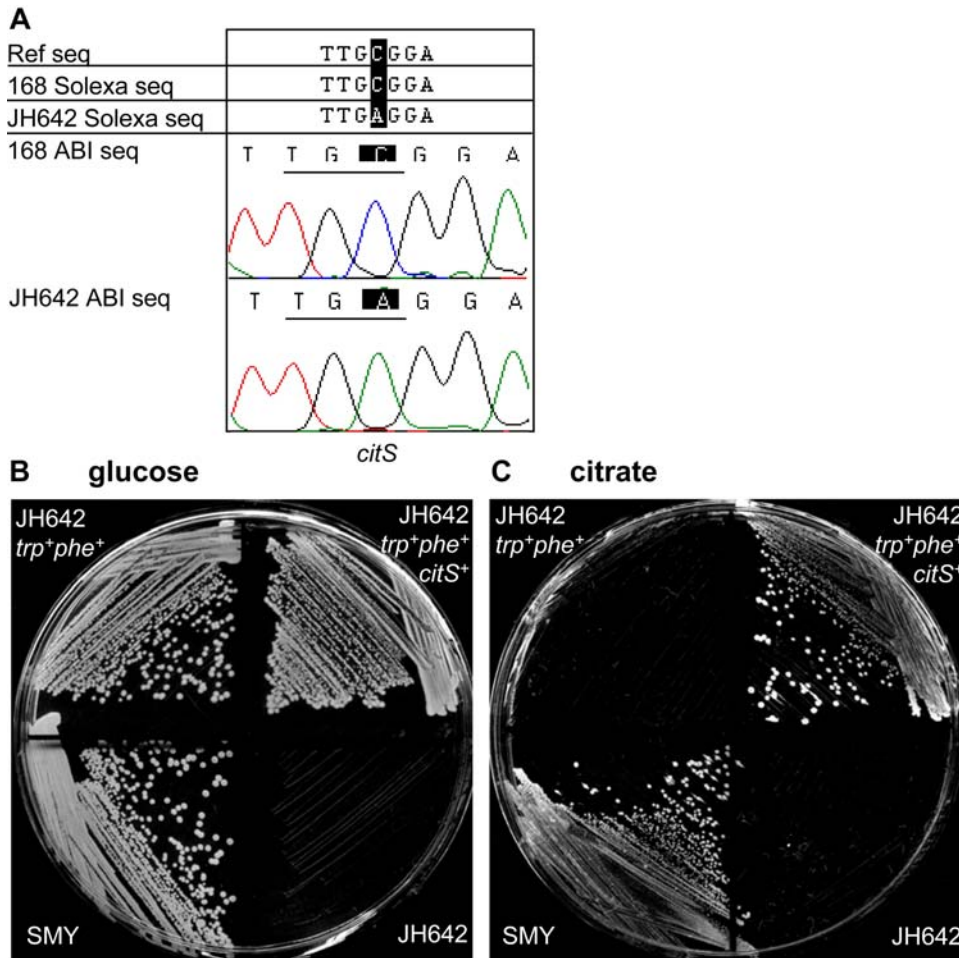 A
Ref seq TTGCGGA
168 Solexa seq TTGCGGA
JH642 Solexa seq TTGAGGA
168 ABI seq T T G C G G A
JH642 ABI seq T T G A G G A
citS
B glucose
JH642
trp⁺phe⁺
JH642
trp⁺phe⁺
citS⁺
SMY
JH642
C citrate
JH642
trp⁺phe⁺
JH642
trp⁺phe⁺
citS⁺
SMY
JH642